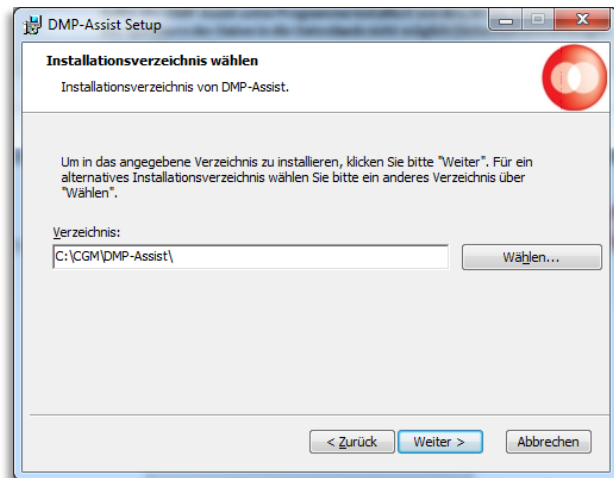 DMP-Assist Setup
Installationsverzeichnis wählen
Installationsverzeichnis von DMP-Assist.
Um in das angegebene Verzeichnis zu installieren, klicken Sie bitte "Weiter". Für ein
alternatives Installationsverzeichnis wählen Sie bitte ein anderes Verzeichnis über
"Wählen".
Verzeichnis:
C:\CGM\DMP-Assist\
Wählen...
< Zurück
Weiter >
Abbrechen